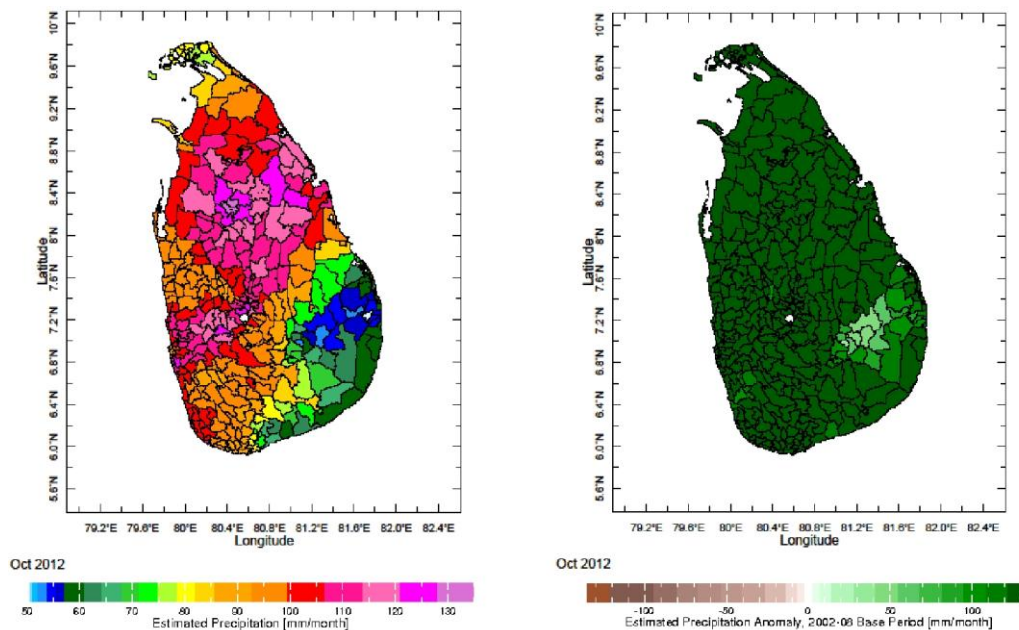 10°N
9.6°N
9.2°N
8.8°N
8.4°N
8°N
7.6°N
7.2°N
6.8°N
6.4°N
6.0°N
5.6°N
Latitude
79.2°E 79.6°E 80°E 80.4°E 80.8°E 81.2°E 81.6°E 82.0°E 82.4°E
Longitude
Oct 2012
50 60 70 80 90 100 110 120 130
Estimated Precipitation [mm/month]
10°N
9.6°N
9.2°N
8.8°N
8.4°N
8°N
7.6°N
7.2°N
6.8°N
6.4°N
6.0°N
5.6°N
Latitude
79.2°E 79.6°E 80°E 80.4°E 80.8°E 81.2°E 81.6°E 82.0°E 82.4°E
Longitude
Oct 2012
-100 -50 0 50 100
Estimated Precipitation Anomaly, 2002-08 Base Period [mm/month]